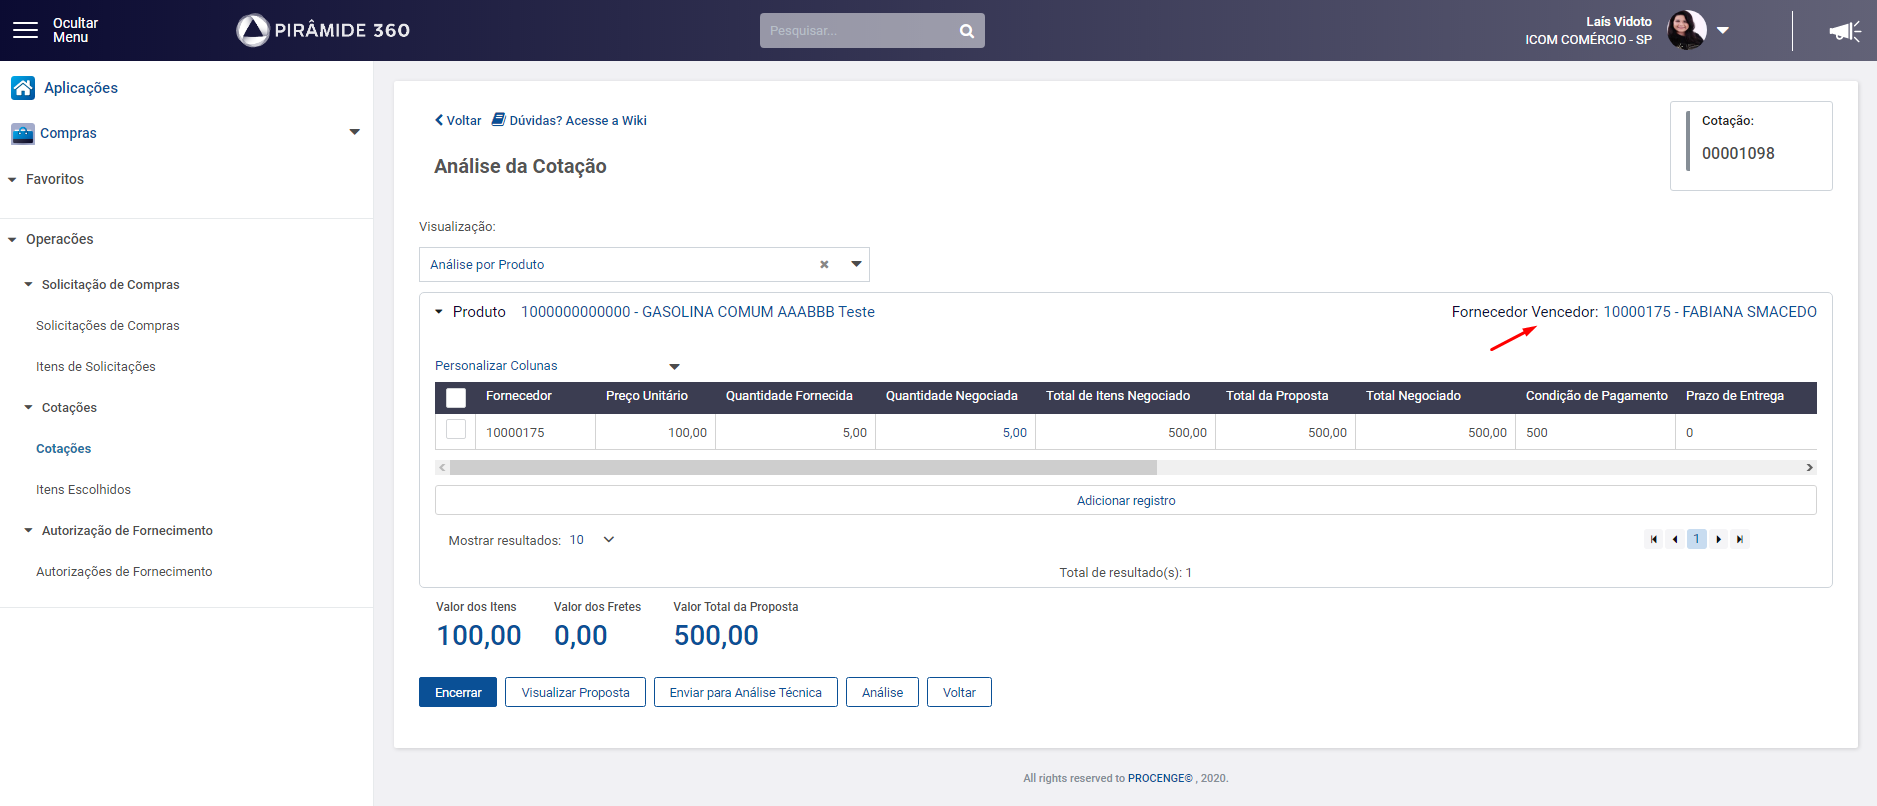 Ocultar
Menu
PIRÂMIDE 360
Pesquisar...
Laís Vidoto
ICOM COMÉRCIO - SP
Aplicações
Compras
Favoritos
Operacões
Solicitação de Compras
Solicitações de Compras
Itens de Solicitações
Cotações
Cotações
Itens Escolhidos
Autorização de Fornecimento
Autorizações de Fornecimento
Voltar Dúvidas? Acesse a Wiki
Cotação:
00001098
Análise da Cotação
Visualização:
Análise por Produto
Produto 1000000000000 - GASOLINA COMUM AAABBB Teste Fornecedor Vencedor: 10000175 - FABIANA SMACEDO
Personalizar Colunas
Fornecedor Preço Unitário Quantidade Fornecida Quantidade Negociada Total de Itens Negociado Total da Proposta Total Negociado Condição de Pagamento Prazo de Entrega
10000175 100,00 5,00 5,00 500,00 500,00 500,00 500 0
Adicionar registro
Mostrar resultados: 10 1
Total de resultado(s): 1
Valor dos Itens Valor dos Fretes Valor Total da Proposta
100,00 0,00 500,00
Encerrar Visualizar Proposta Enviar para Análise Técnica Análise Voltar
All rights reserved to PROCENGE© , 2020.